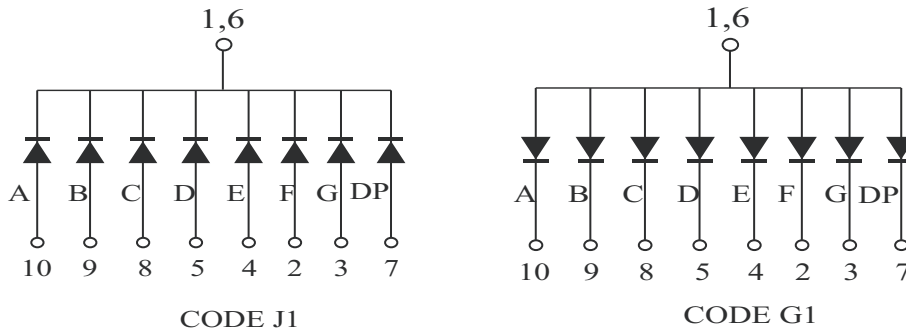 1,6 1,6
A B C D E F G DP A B C D E F G DP
10 9 8 5 4 2 3 7 10 9 8 5 4 2 3 7
CODE J1 CODE G1